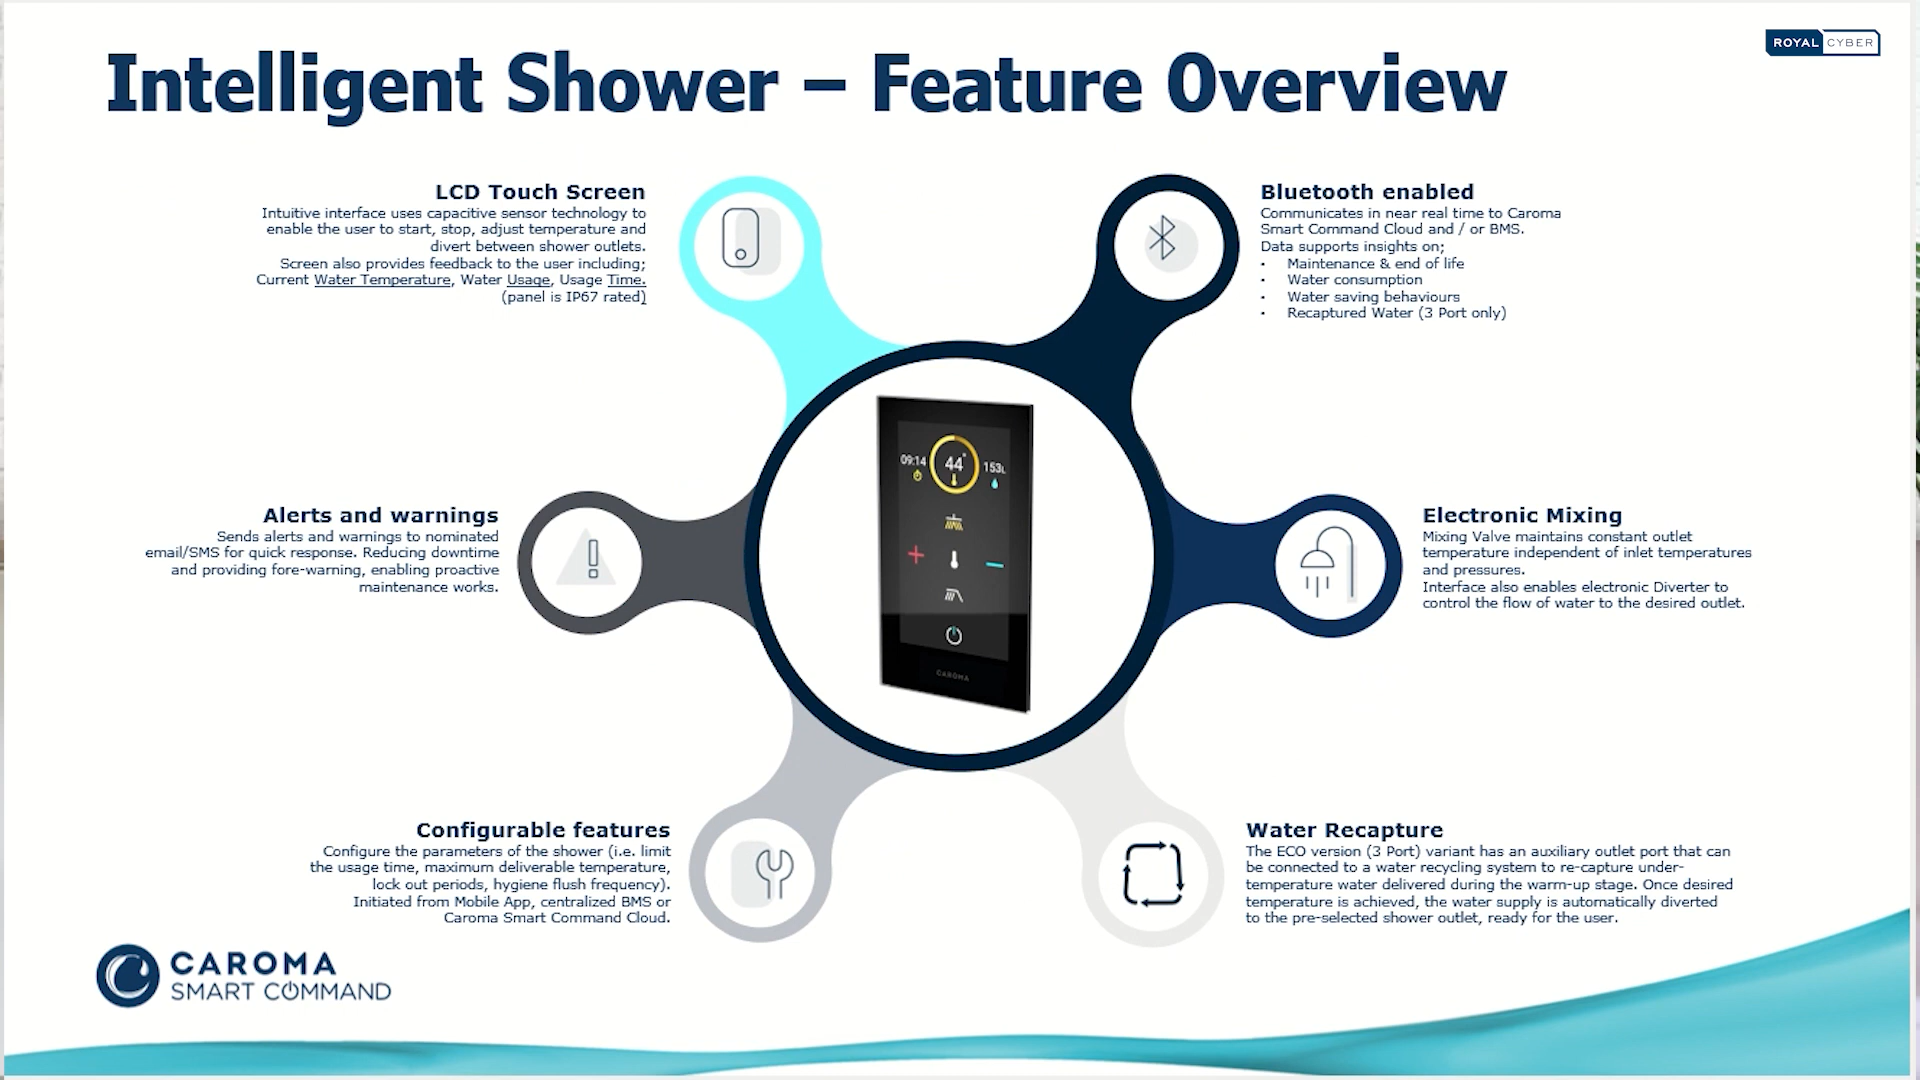 Intelligent Shower – Feature Overview
ROYAL CYBER
LCD Touch Screen
Intuitive interface uses capacitive sensor technology to
enable the user to start, stop, adjust temperature and
divert between shower outlets.
Screen also provides feedback to the user including;
Current Water Temperature, Water Usage, Usage Time.
(panel is IP67 rated)
Bluetooth enabled
Communicates in near real time to Caroma
Smart Command Cloud and / or BMS.
Data supports insights on;
• Maintenance & end of life
• Water consumption
• Water saving behaviours
• Recaptured Water (3 Port only)
Alerts and warnings
Sends alerts and warnings to nominated
email/SMS for quick response. Reducing downtime
and providing fore-warning, enabling proactive
maintenance works.
09:14
44°
153L
CAROMA
Electronic Mixing
Mixing Valve maintains constant outlet
temperature independent of inlet temperatures
and pressures.
Interface also enables electronic Diverter to
control the flow of water to the desired outlet.
Configurable features
Configure the parameters of the shower (i.e. limit
the usage time, maximum deliverable temperature,
lock out periods, hygiene flush frequency).
Initiated from Mobile App, centralized BMS or
Caroma Smart Command Cloud.
Water Recapture
The ECO version (3 Port) variant has an auxiliary outlet port that can
be connected to a water recycling system to re-capture under-
temperature water delivered during the warm-up stage. Once desired
temperature is achieved, the water supply is automatically diverted
to the pre-selected shower outlet, ready for the user.
CAROMA
SMART COMMAND